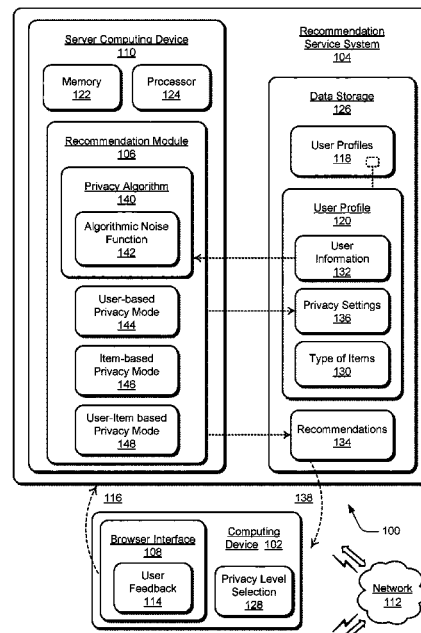 Server Computing Device
110
Memory
122
Processor
124
Recommendation Module
106
Privacy Algorithm
140
Algorithmic Noise
Function
142
User-based
Privacy Mode
144
Item-based
Privacy Mode
146
User-Item based
Privacy Mode
148
Recommendation
Service System
104
Data Storage
126
User Profiles
118
User Profile
120
User
Information
132
Privacy Settings
136
Type of Items
130
Recommendations
134
116
138
100
Browser Interface
108
User
Feedback
114
Computing
Device 102
Privacy Level
Selection
128
Network
112